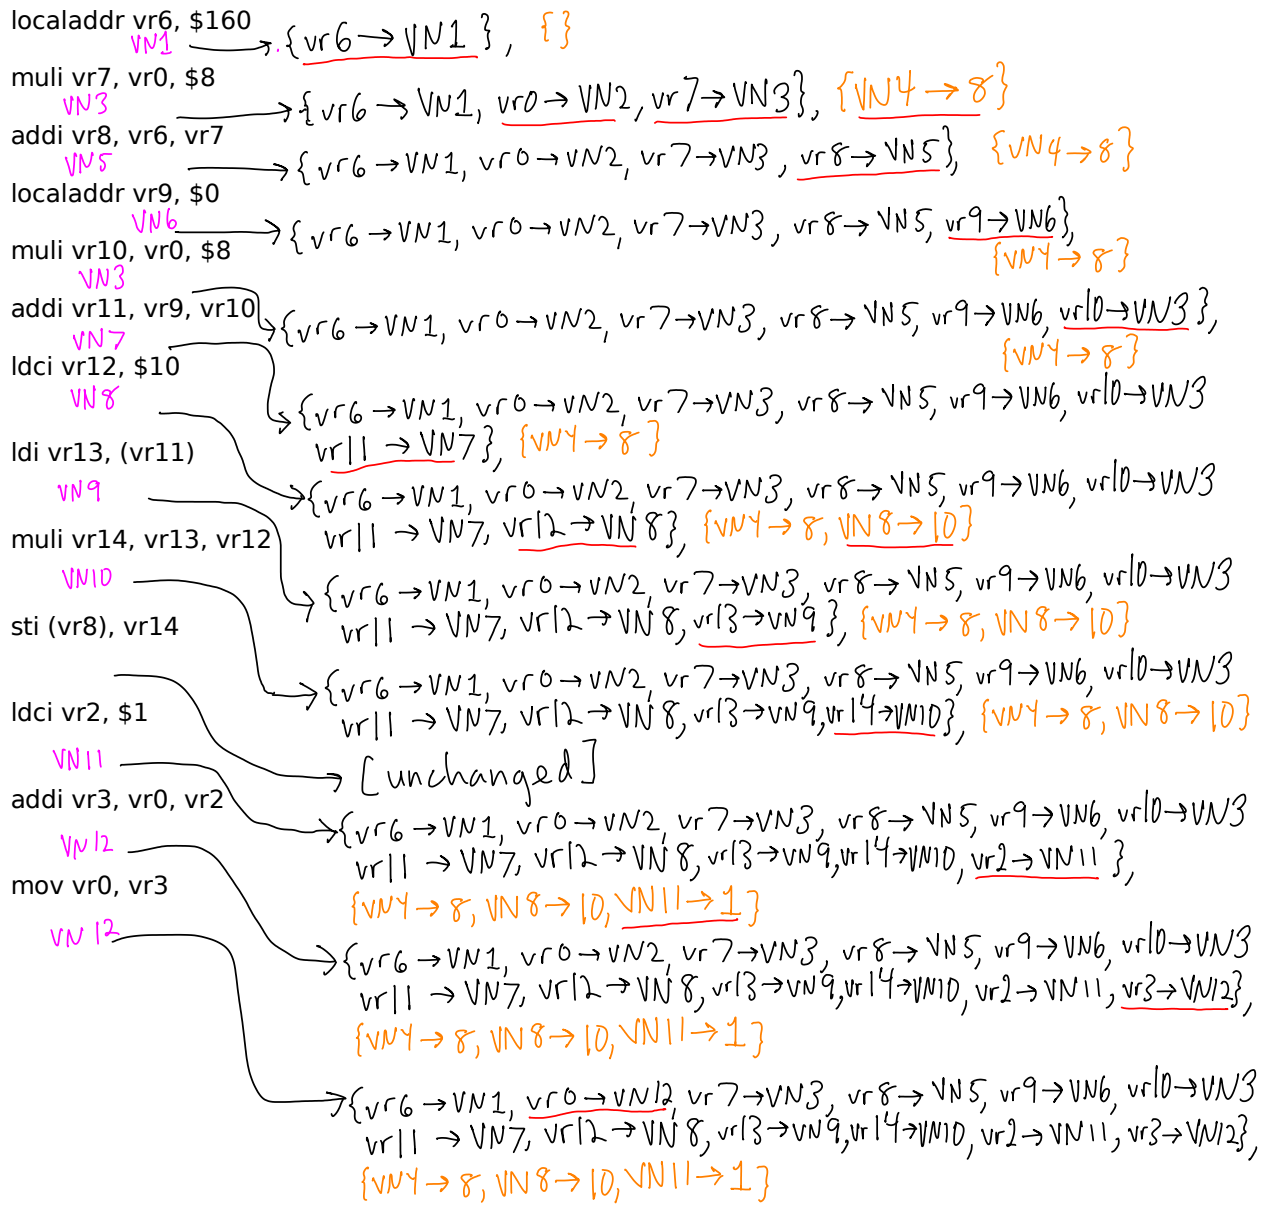 localaddr vr6, $160
VN1 {vr6→VN1}, {}
muli vr7, vr0, $8
VN3 {vr6→VN1, vr0→VN2, vr7→VN3}, {VN4→8}
addi vr8, vr6, vr7
VN5 {vr6→VN1, vr0→VN2, vr7→VN3, vr8→VN5}, {VN4→8}
localaddr vr9, $0
VN6 {vr6→VN1, vr0→VN2, vr7→VN3, vr8→VN5, vr9→VN6},
{VN4→8}
muli vr10, vr0, $8
VN3
addi vr11, vr9, vr10
{vr6→VN1, vr0→VN2, vr7→VN3, vr8→VN5, vr9→VN6, vr10→VN3},
{VN4→8}
VN7
ldci vr12, $10
VN8
{vr6→VN1, vr0→VN2, vr7→VN3, vr8→VN5, vr9→VN6, vr10→VN3
vr11→VN7}, {VN4→8}
ldi vr13, (vr11)
VN9
{vr6→VN1, vr0→VN2, vr7→VN3, vr8→VN5, vr9→VN6, vr10→VN3
vr11→VN7, vr12→VN8}, {VN4→8, VN8→10}
muli vr14, vr13, vr12
VN10
{vr6→VN1, vr0→VN2, vr7→VN3, vr8→VN5, vr9→VN6, vr10→VN3
vr11→VN7, vr12→VN8, vr13→VN9}, {VN4→8, VN8→10}
sti (vr8), vr14
{vr6→VN1, vr0→VN2, vr7→VN3, vr8→VN5, vr9→VN6, vr10→VN3
vr11→VN7, vr12→VN8, vr13→VN9, vr14→VN10}, {VN4→8, VN8→10}
ldci vr2, $1
VN11
[unchanged]
addi vr3, vr0, vr2
{vr6→VN1, vr0→VN2, vr7→VN3, vr8→VN5, vr9→VN6, vr10→VN3
vr11→VN7, vr12→VN8, vr13→VN9, vr14→VN10, vr2→VN11},
{VN4→8, VN8→10, VN11→1}
VN12
mov vr0, vr3
VN12
{vr6→VN1, vr0→VN2, vr7→VN3, vr8→VN5, vr9→VN6, vr10→VN3
vr11→VN7, vr12→VN8, vr13→VN9, vr14→VN10, vr2→VN11, vr3→VN12},
{VN4→8, VN8→10, VN11→1}
{vr6→VN1, vr0→VN12, vr7→VN3, vr8→VN5, vr9→VN6, vr10→VN3
vr11→VN7, vr12→VN8, vr13→VN9, vr14→VN10, vr2→VN11, vr3→VN12},
{VN4→8, VN8→10, VN11→1}